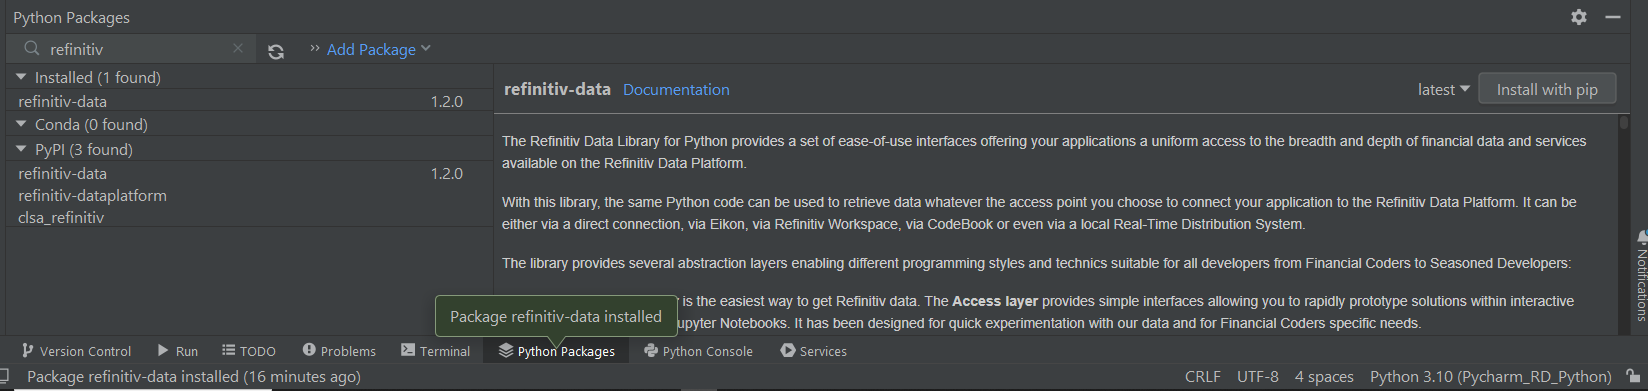 Python Packages
refinitiv
Add Package
Installed (1 found)
refinitiv-data 1.2.0
Conda (0 found)
PyPI (3 found)
refinitiv-data 1.2.0
refinitiv-dataplatform
clsa_refinitiv
refinitiv-data Documentation latest Install with pip
The Refinitiv Data Library for Python provides a set of ease-of-use interfaces offering your applications a uniform access to the breadth and depth of financial data and services
available on the Refinitiv Data Platform.
With this library, the same Python code can be used to retrieve data whatever the access point you choose to connect your application to the Refinitiv Data Platform. It can be
either via a direct connection, via Eikon, via Refinitiv Workspace, via CodeBook or even via a local Real-Time Distribution System.
The library provides several abstraction layers enabling different programming styles and technics suitable for all developers from Financial Coders to Seasoned Developers:
is the easiest way to get Refinitiv data. The Access layer provides simple interfaces allowing you to rapidly prototype solutions within interactive
upyter Notebooks. It has been designed for quick experimentation with our data and for Financial Coders specific needs.
Package refinitiv-data installed
Notifications
Version Control Run TODO Problems Terminal Python Packages Python Console Services
Package refinitiv-data installed (16 minutes ago) CRLF UTF-8 4 spaces Python 3.10 (Pycharm_RD_Python)